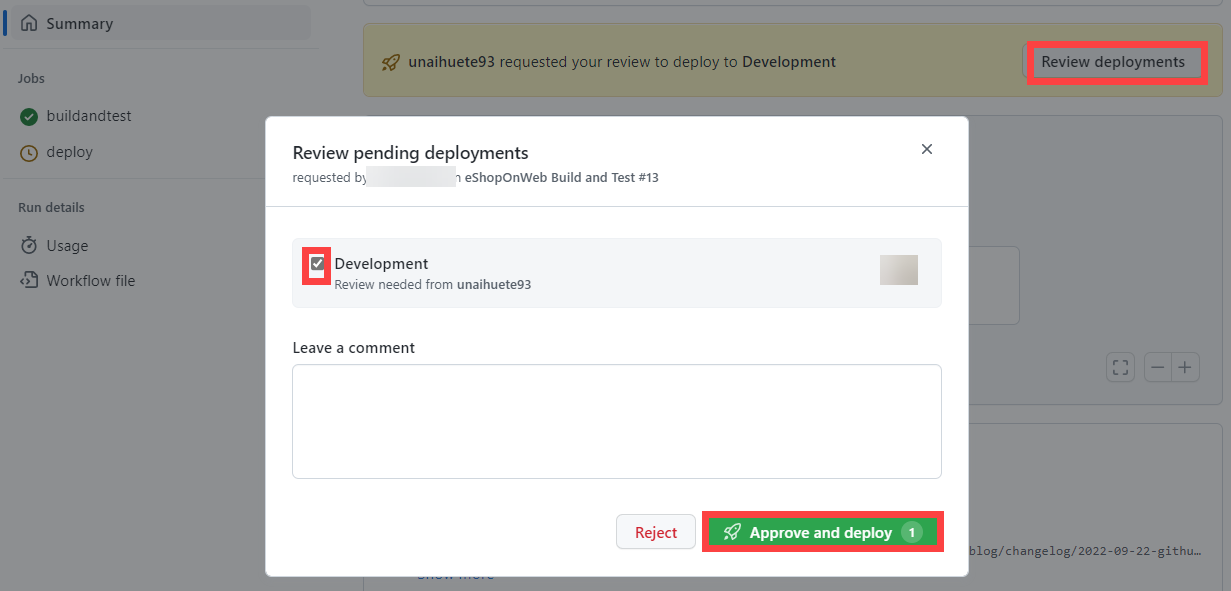 Summary
Jobs
buildandtest
deploy
Run details
Usage
Workflow file
unaihuete93 requested your review to deploy to Development
Review deployments
Review pending deployments
requested by eShopOnWeb Build and Test #13
Development
Review needed from unaihuete93
Leave a comment
Reject
Approve and deploy 1
blog/changelog/2022-09-22-githu…
Show more